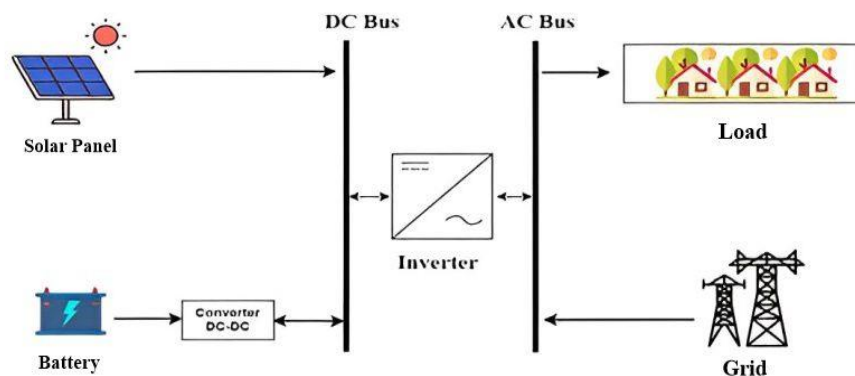 DC Bus
AC Bus
Solar Panel
Load
Inverter
Converter
DC-DC
Battery
Grid